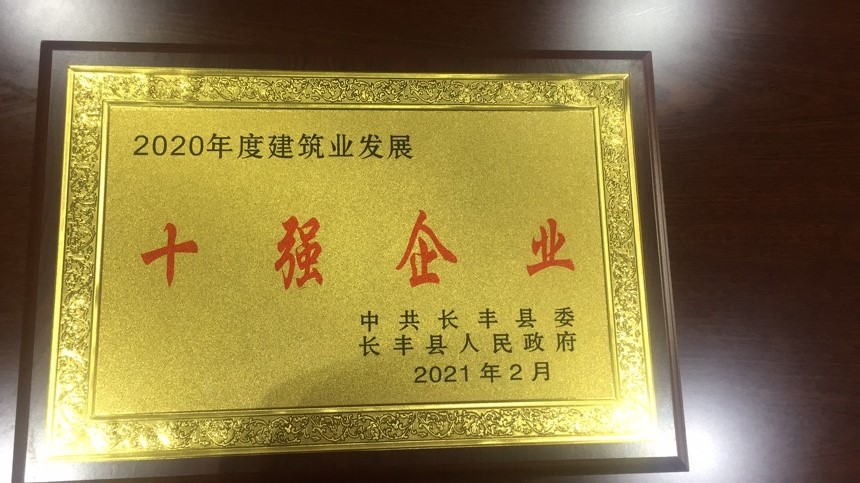 2020年度建筑业发展
十强企业
中共长丰县委
长丰县人民政府
2021年2月